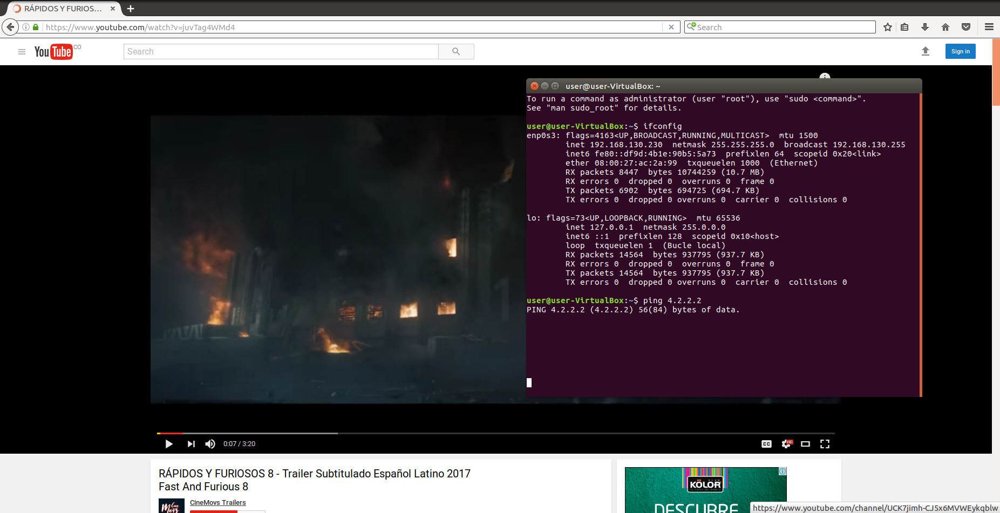 RÁPIDOS Y FURIOS...
https://www.youtube.com/watch?v=juvTag4WMd4
Search
YouTube CO
Search
Sign in
user@user-VirtualBox: ~
To run a command as administrator (user "root"), use "sudo <command>".
See "man sudo_root" for details.
user@user-VirtualBox:~$ ifconfig
enp0s3: flags=4163<UP,BROADCAST,RUNNING,MULTICAST>  mtu 1500
inet 192.168.130.230  netmask 255.255.255.0  broadcast 192.168.130.255
inet6 fe80::df9d:4b1e:90b5:5a73  prefixlen 64  scopeid 0x20<link>
ether 08:00:27:ac:2a:99  txqueuelen 1000  (Ethernet)
RX packets 8447  bytes 10744259 (10.7 MB)
RX errors 0  dropped 0  overruns 0  frame 0
TX packets 6902  bytes 694725 (694.7 KB)
TX errors 0  dropped 0 overruns 0  carrier 0  collisions 0
lo: flags=73<UP,LOOPBACK,RUNNING>  mtu 65536
inet 127.0.0.1  netmask 255.0.0.0
inet6 ::1  prefixlen 128  scopeid 0x10<host>
loop  txqueuelen 1  (Bucle local)
RX packets 14564  bytes 937795 (937.7 KB)
RX errors 0  dropped 0  overruns 0  frame 0
TX packets 14564  bytes 937795 (937.7 KB)
TX errors 0  dropped 0 overruns 0  carrier 0  collisions 0
user@user-VirtualBox:~$ ping 4.2.2.2
PING 4.2.2.2 (4.2.2.2) 56(84) bytes of data.
0:07 / 3:20
CC
HD
RÁPIDOS Y FURIOSOS 8 - Trailer Subtitulado Español Latino 2017
Fast And Furious 8
Cine
Movs
CineMovs Trailers
KÖLOR
DESCUBRE
https://www.youtube.com/channel/UCK7jimh-CJ5x6MVWEykqblw